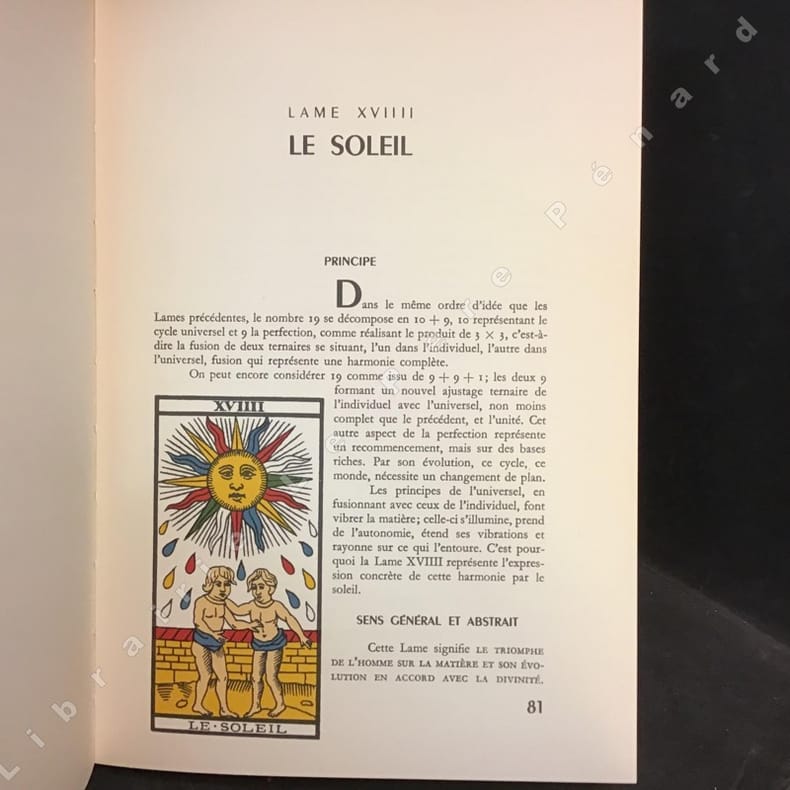 LAME XVIIII
LE SOLEIL
PRINCIPE
Dans le même ordre d'idée que les
Lames précédentes, le nombre 19 se décompose en 10 + 9, 10 représentant le
cycle universel et 9 la perfection, comme réalisant le produit de 3 × 3, c'est-à-
dire la fusion de deux ternaires se situant, l'un dans l'individuel, l'autre dans
l'universel, fusion qui représente une harmonie complète.
On peut encore considérer 19 comme issu de 9 + 9 + 1; les deux 9
formant un nouvel ajustage ternaire de
l'individuel avec l'universel, non moins
complet que le précédent, et l'unité. Cet
autre aspect de la perfection représente
un recommencement, mais sur des bases
riches. Par son évolution, ce cycle, ce
monde, nécessite un changement de plan.
Les principes de l'universel, en
fusionnant avec ceux de l'individuel, font
vibrer la matière; celle-ci s'illumine, prend
de l'autonomie, étend ses vibrations et
rayonne sur ce qui l'entoure. C'est pour-
quoi la Lame XVIIII représente l'expres-
sion concrète de cette harmonie par le
soleil.
SENS GÉNÉRAL ET ABSTRAIT
Cette Lame signifie LE TRIOMPHE
DE L'HOMME SUR LA MATIÈRE ET SON ÉVO-
LUTION EN ACCORD AVEC LA DIVINITÉ.
81
XVIIII
LE·SOLEIL
Librairie Le Père Pénard